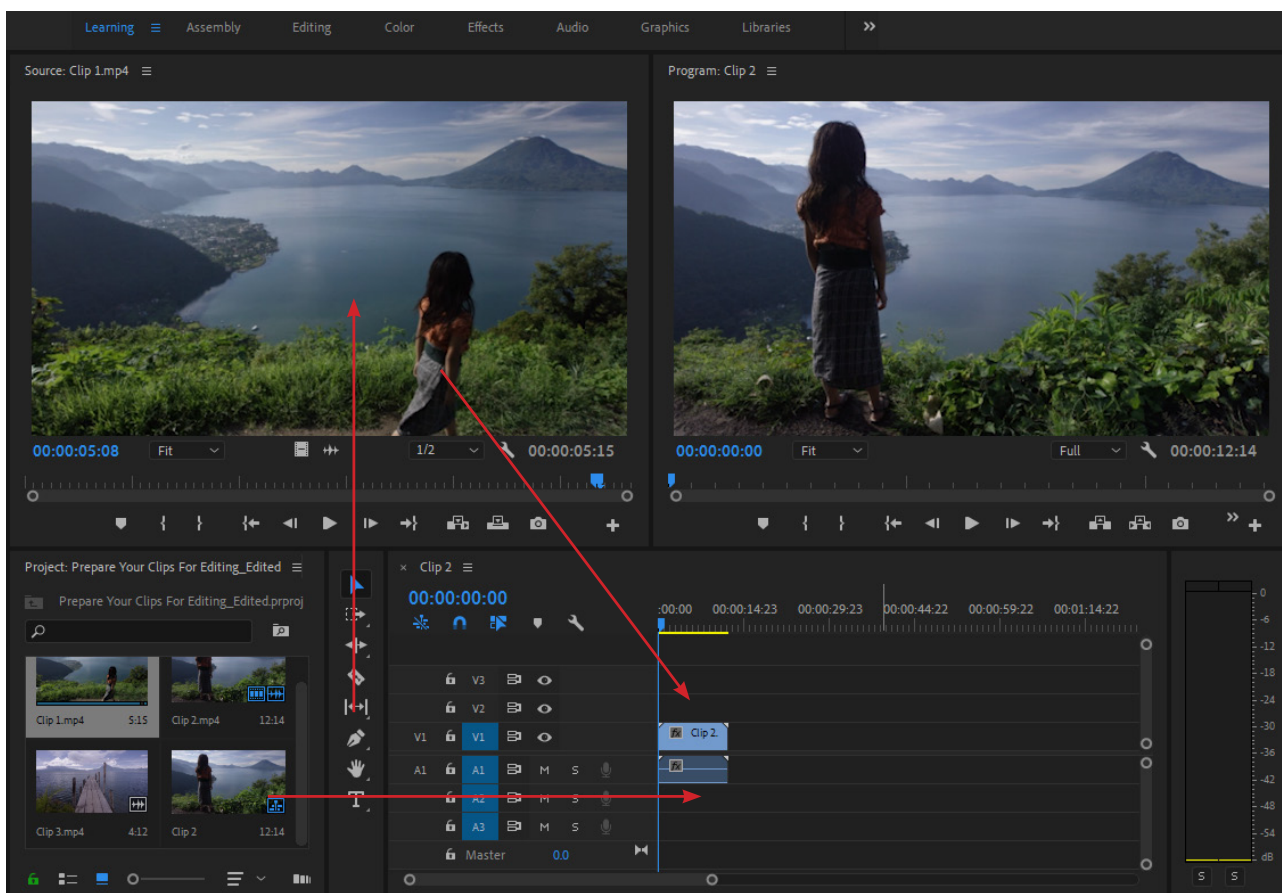 Learning Assembly Editing Color Effects Audio Graphics Libraries
Source: Clip 1.mp4
Program: Clip 2
00:00:05:08 Fit 1/2 00:00:05:15
00:00:00:00 Fit Full 00:00:12:14
Project: Prepare Your Clips For Editing_Edited
Prepare Your Clips For Editing_Edited.prproj
Clip 1.mp4 5:15
Clip 2.mp4 12:14
Clip 3.mp4 4:12
Clip 2 12:14
T
× Clip 2
00:00:00:00
:00:00 00:00:14:23 00:00:29:23 00:00:44:22 00:00:59:22 00:01:14:22
V3
V2
V1 V1 fx Clip 2.
A1 A1 M S fx
A2 M S
A3 M S
Master 0.0
0
-6
-12
-18
-24
-30
-36
-42
-48
-54
dB
S S